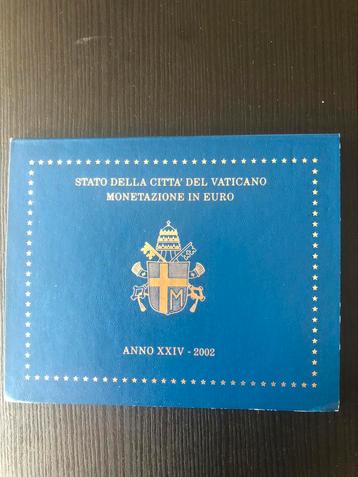 STATO DELLA CITTA' DEL VATICANO
MONETAZIONE IN EURO
M
ANNO XXIV - 2002